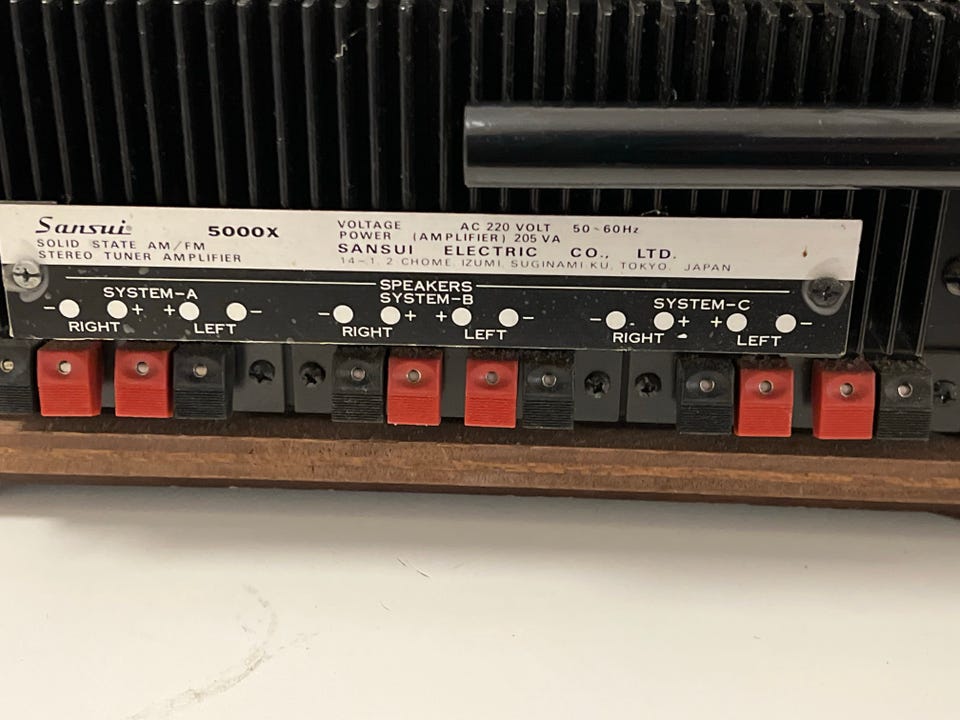 Sansui® 5000X
SOLID STATE AM/FM
STEREO TUNER AMPLIFIER
VOLTAGE AC 220 VOLT 50~60Hz
POWER (AMPLIFIER) 205 VA
SANSUI ELECTRIC CO., LTD.
14-1, 2 CHOME, IZUMI, SUGINAMI-KU, TOKYO, JAPAN
SPEAKERS
SYSTEM-A SYSTEM-B SYSTEM-C
- + + - - + + - - + + -
RIGHT LEFT RIGHT LEFT RIGHT LEFT